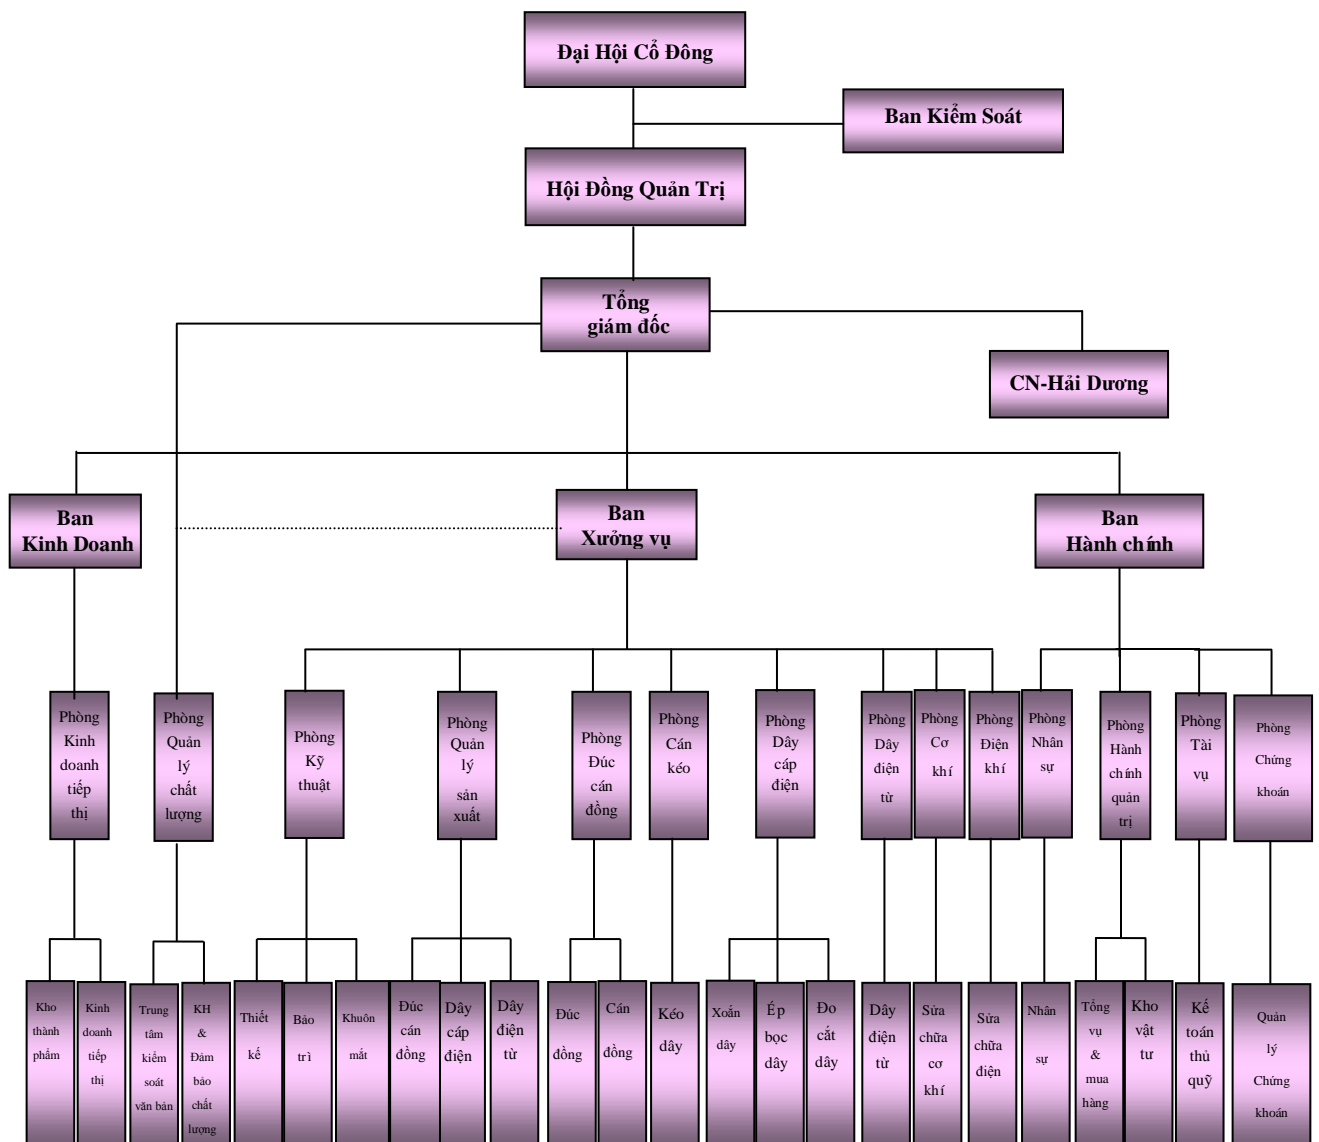 Đại Hội Cổ Đông
Ban Kiểm Soát
Hội Đồng Quản Trị
Tổng
giám đốc
CN-Hải Dương
Ban
Kinh Doanh
Ban
Xưởng vụ
Ban
Hành chính
Phòng
Kinh
doanh
tiếp
thị
Phòng
Quản
lý
chất
lượng
Phòng
Kỹ
thuật
Phòng
Quản
lý
sản
xuất
Phòng
Đúc
cán
đồng
Phòng
Cán
kéo
Phòng
Dây
cáp
điện
Phòng
Dây
điện
từ
Phòng
Cơ
khí
Phòng
Điện
khí
Phòng
Nhân
sự
Phòng
Hành
chính
quản
trị
Phòng
Tài
vụ
Phòng
Chứng
khoán
Kho
thành
phẩm
Kinh
doanh
tiếp
thị
Trung
tâm
kiểm
soát
văn bản
KH
&
Đảm
bảo
chất
lượng
Thiết
kế
Bảo
trì
Khuôn
mắt
Đúc
cán
đồng
Dây
cáp
điện
Dây
điện
từ
Đúc
đồng
Cán
đồng
Kéo
dây
Xoắn
dây
Ép
bọc
dây
Đo
cắt
dây
Dây
điện
từ
Sửa
chữa
cơ
khí
Sửa
chữa
điện
Nhân
sự
Tổng
vụ
&
mua
hàng
Kho
vật
tư
Kế
toán
thủ
quỹ
Quản
lý
Chứng
khoán